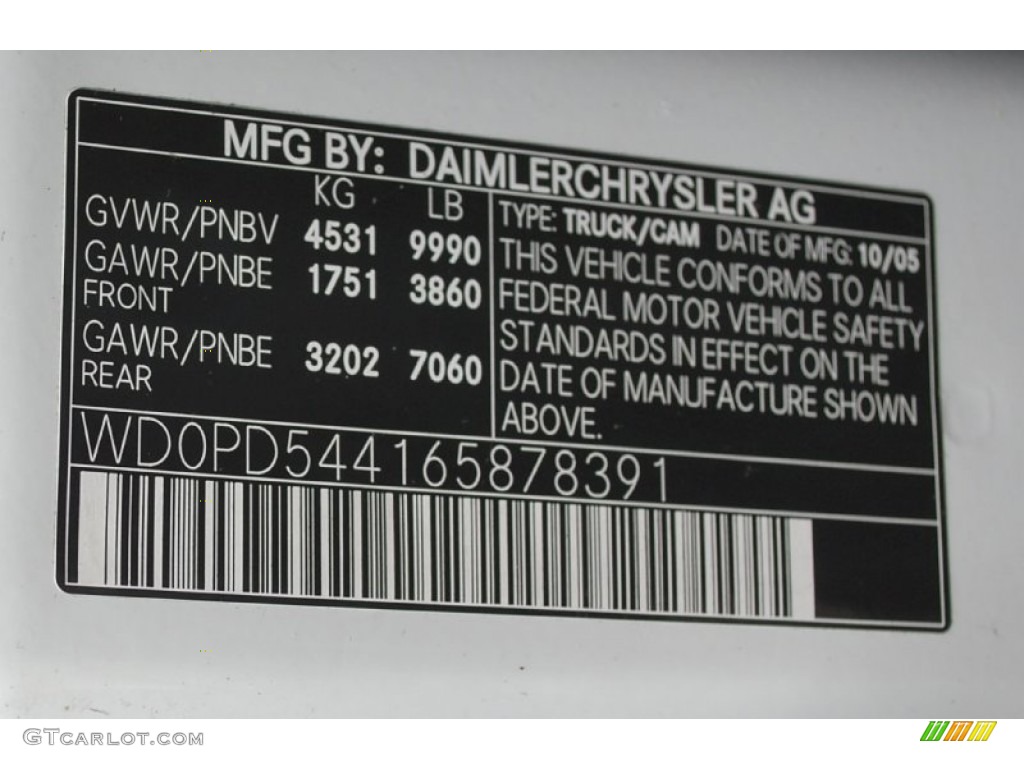 MFG BY: DAIMLERCHRYSLER AG
KG LB
GVWR/PNBV 4531 9990
GAWR/PNBE 1751 3860
FRONT
GAWR/PNBE 3202 7060
REAR
TYPE: TRUCK/CAM DATE OF MFG: 10/05
THIS VEHICLE CONFORMS TO ALL
FEDERAL MOTOR VEHICLE SAFETY
STANDARDS IN EFFECT ON THE
DATE OF MANUFACTURE SHOWN
ABOVE.
WD0PD544165878391
GTCARLOT.COM